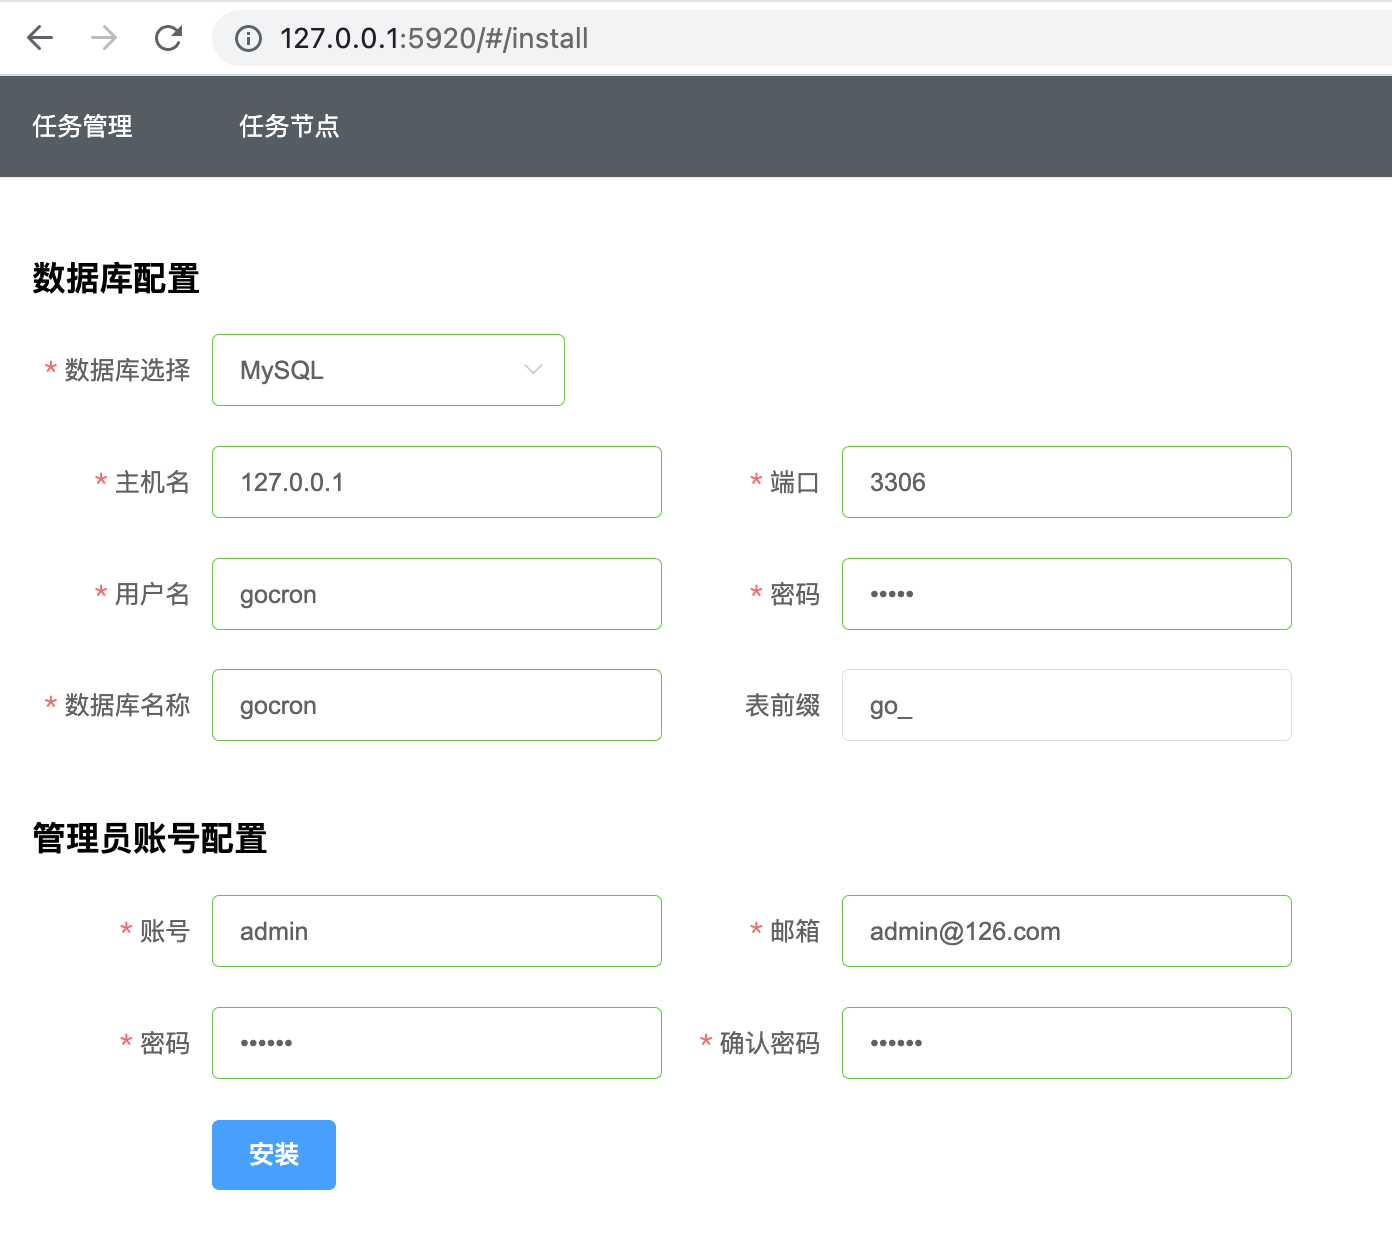 127.0.0.1:5920/#/install
任务管理 任务节点
数据库配置
* 数据库选择 MySQL
* 主机名 127.0.0.1 * 端口 3306
* 用户名 gocron * 密码 •••••
* 数据库名称 gocron 表前缀 go_
管理员账号配置
* 账号 admin * 邮箱 admin@126.com
* 密码 •••••• * 确认密码 ••••••
安装